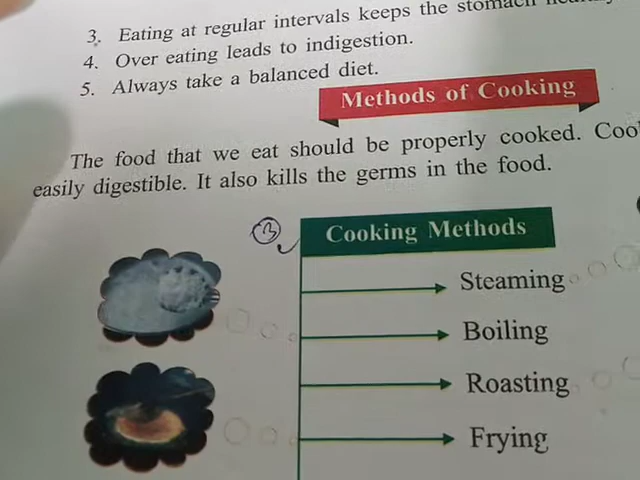 3. Eating at regular intervals keeps the stomach
4. Over eating leads to indigestion.
5. Always take a balanced diet.
Methods of Cooking
The food that we eat should be properly cooked.
easily digestible. It also kills the germs in the food.
3
Cooking Methods
Steaming
Boiling
Roasting
Frying